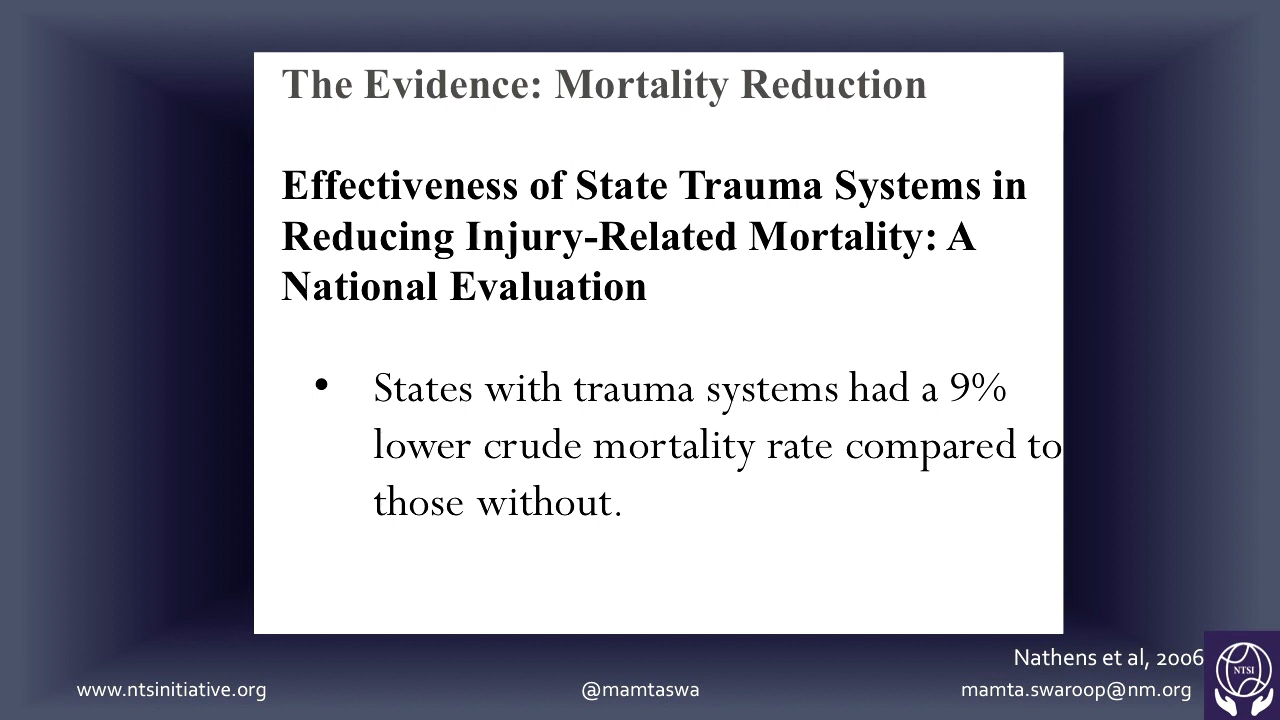 The Evidence: Mortality Reduction
Effectiveness of State Trauma Systems in
Reducing Injury-Related Mortality: A
National Evaluation
• States with trauma systems had a 9%
lower crude mortality rate compared to
those without.
Nathens et al, 2006
www.ntsinitiative.org
@mamtaswa
mamta.swaroop@nm.org
NTSI